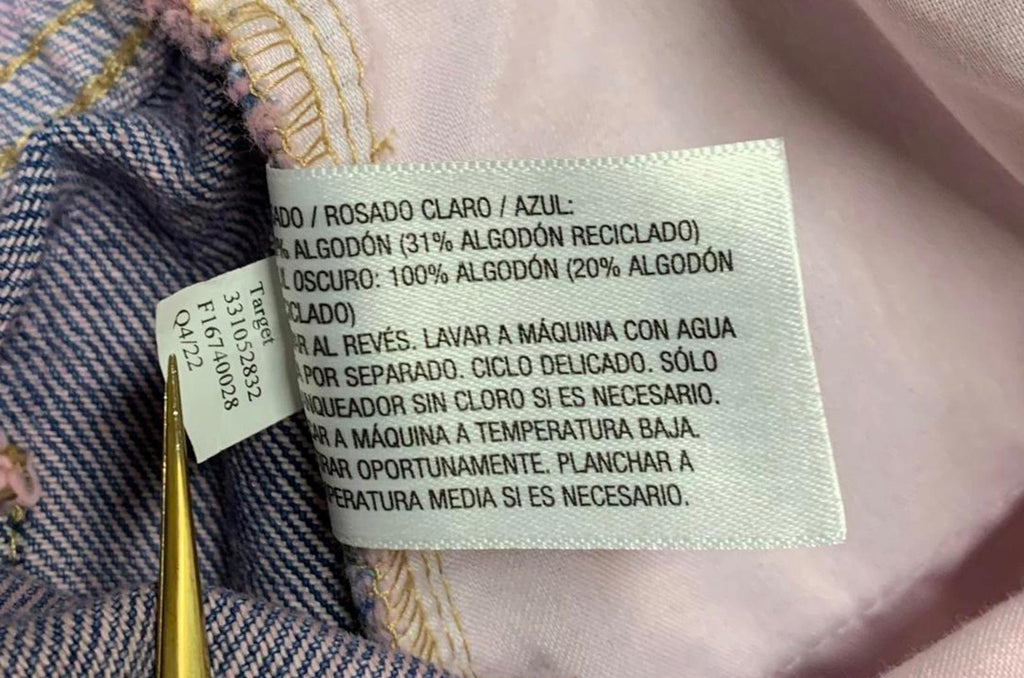 ADO / ROSADO CLARO / AZUL:
% ALGODÓN (31% ALGODÓN RECICLADO)
L OSCURO: 100% ALGODÓN (20% ALGODÓN
CLADO)
R AL REVÉS. LAVAR A MÁQUINA CON AGUA
POR SEPARADO. CICLO DELICADO. SÓLO
NQUEADOR SIN CLORO SI ES NECESARIO.
AR A MÁQUINA A TEMPERATURA BAJA.
RAR OPORTUNAMENTE. PLANCHAR A
PERATURA MEDIA SI ES NECESARIO.
Target
331052832
F16740028
Q4/22